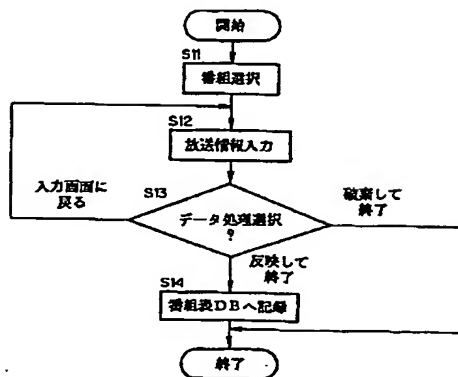 開始
S11
番組選択
S12
放送情報入力
入力画面に
戻る
S13
データ処理選択
?
破棄して
終了
反映して
終了
S14
番組表DBへ記録
終了